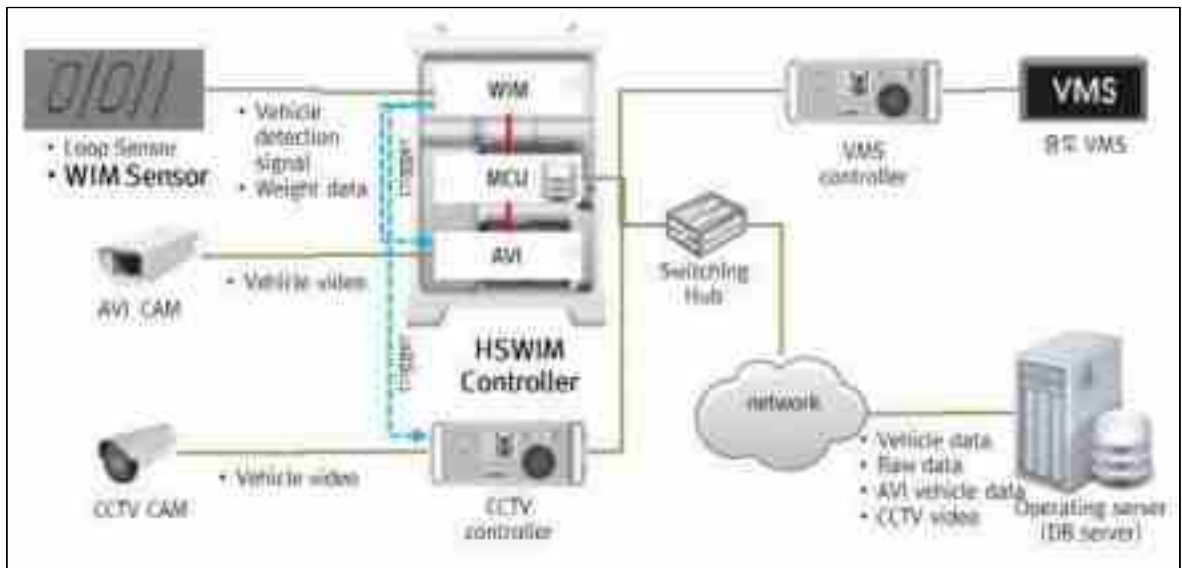 • Loop Sensor
• WIM Sensor
• Vehicle
detection
signal
• Weight data
AVI CAM
• Vehicle video
CCTV CAM
• Vehicle video
WIM
MCU
AVI
HSWIM
Controller
CCTV
controller
VMS
controller
VMS
VMS
Switching
Hub
network
• Vehicle data
• Raw data
• AVI vehicle data
• CCTV video
Operating server
(DB server)